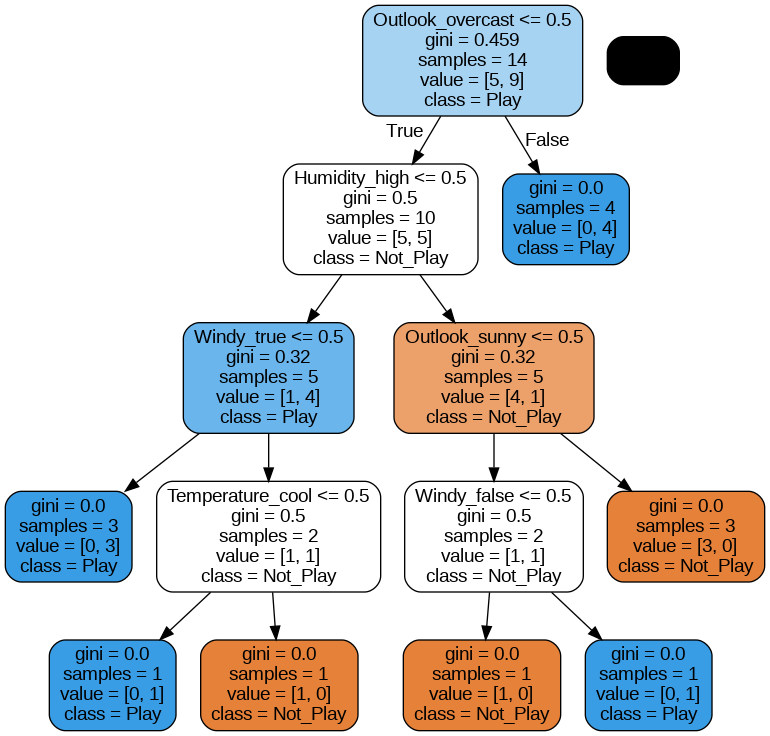 Outlook_overcast <= 0.5
gini = 0.459
samples = 14
value = [5, 9]
class = Play
True
False
Humidity_high <= 0.5
gini = 0.5
samples = 10
value = [5, 5]
class = Not_Play
gini = 0.0
samples = 4
value = [0, 4]
class = Play
Windy_true <= 0.5
gini = 0.32
samples = 5
value = [1, 4]
class = Play
Outlook_sunny <= 0.5
gini = 0.32
samples = 5
value = [4, 1]
class = Not_Play
gini = 0.0
samples = 3
value = [0, 3]
class = Play
Temperature_cool <= 0.5
gini = 0.5
samples = 2
value = [1, 1]
class = Not_Play
Windy_false <= 0.5
gini = 0.5
samples = 2
value = [1, 1]
class = Not_Play
gini = 0.0
samples = 3
value = [3, 0]
class = Not_Play
gini = 0.0
samples = 1
value = [0, 1]
class = Play
gini = 0.0
samples = 1
value = [1, 0]
class = Not_Play
gini = 0.0
samples = 1
value = [1, 0]
class = Not_Play
gini = 0.0
samples = 1
value = [0, 1]
class = Play